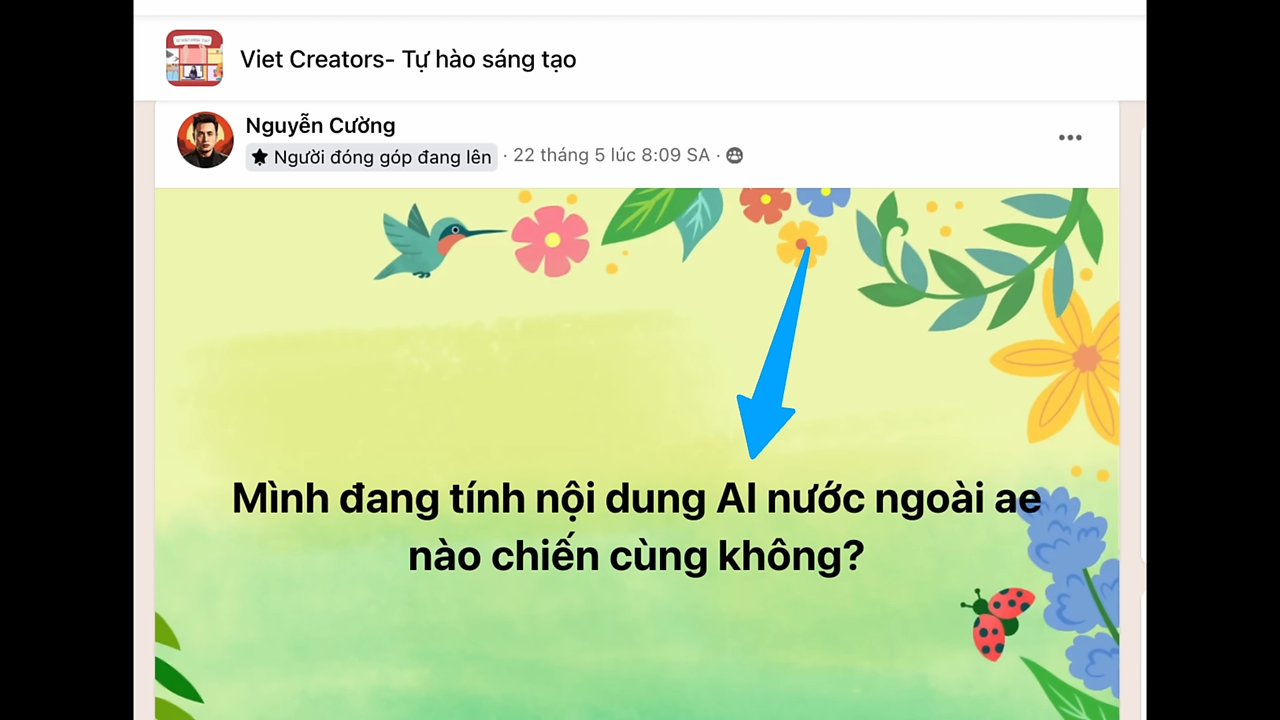 Viet Creators- Tự hào sáng tạo
Nguyễn Cường
Người đóng góp đang lên · 22 tháng 5 lúc 8:09 SA ·
Mình đang tính nội dung AI nước ngoài ae
nào chiến cùng không?